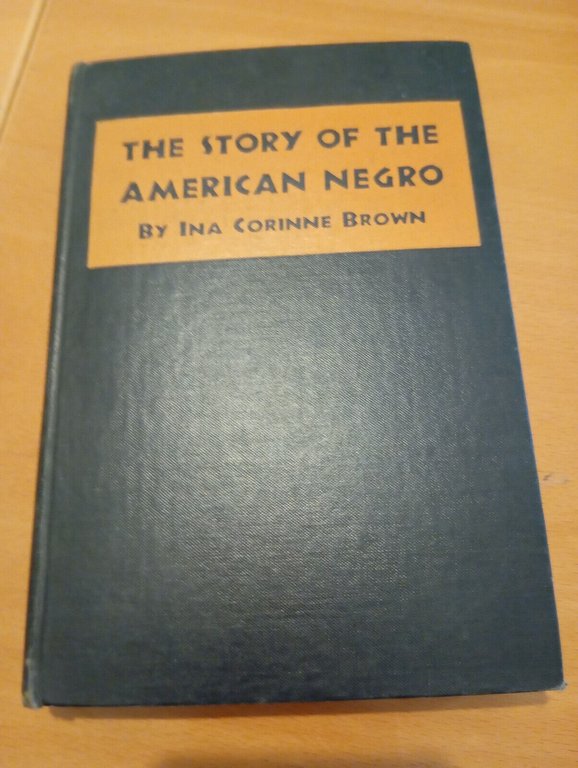 THE STORY OF THE
AMERICAN NEGRO
BY INA CORINNE BROWN